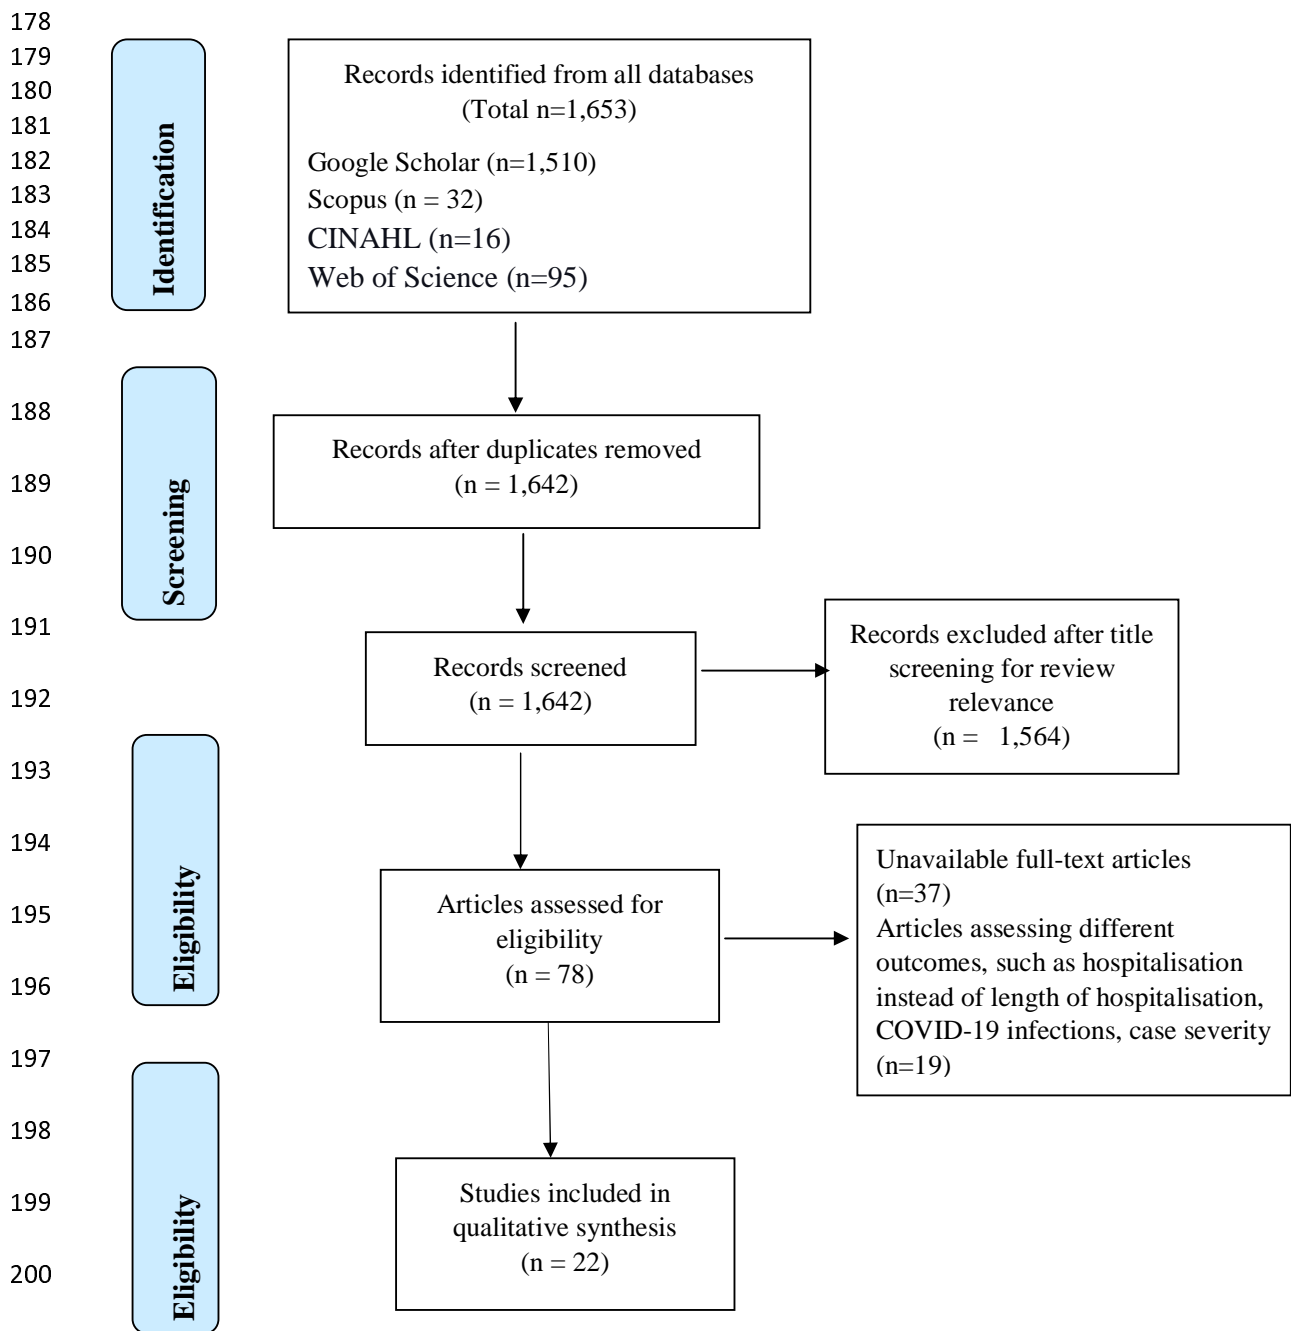 178
179
180
181
182
183
184
185
186
187
188
189
190
191
192
193
194
195
196
197
198
199
200
Identification
Records identified from all databases
(Total n=1,653)
Google Scholar (n=1,510)
Scopus (n = 32)
CINAHL (n=16)
Web of Science (n=95)
Screening
Records after duplicates removed
(n = 1,642)
Records screened
(n = 1,642)
Records excluded after title
screening for review
relevance
(n = 1,564)
Eligibility
Articles assessed for
eligibility
(n = 78)
Unavailable full-text articles
(n=37)
Articles assessing different
outcomes, such as hospitalisation
instead of length of hospitalisation,
COVID-19 infections, case severity
(n=19)
Eligibility
Studies included in
qualitative synthesis
(n = 22)